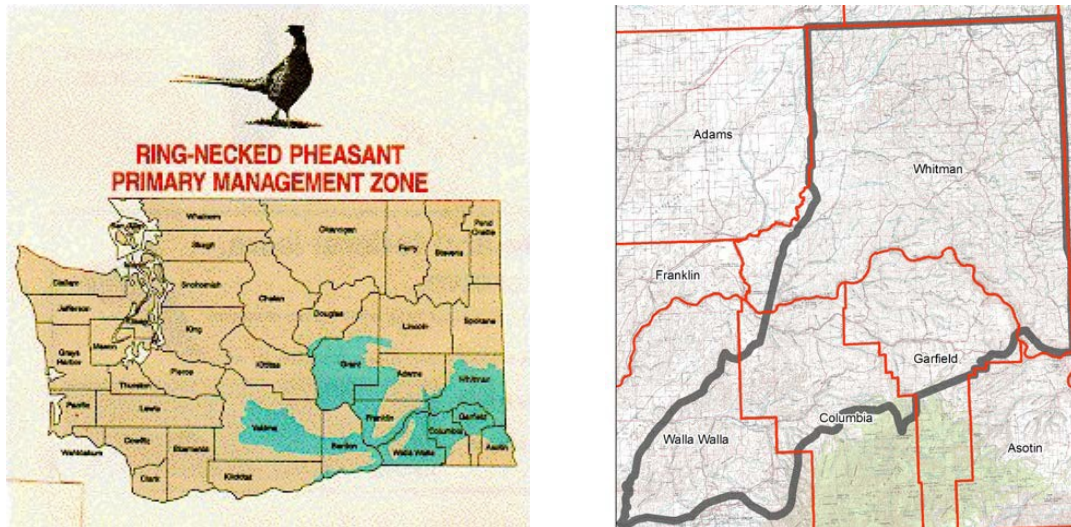 RING-NECKED PHEASANT
PRIMARY MANAGEMENT ZONE
Whatcom
Okanogan
Pend
Ferry
Stevens
Skagit
Clallam
Snohomish
Chelan
Jefferson
Douglas
King
Lincoln
Spokane
Grays
Harbor
Mason
Kittitas
Grant
Pierce
Adams
Whitman
Thurston
Pacific
Lewis
Yakima
Franklin
Garfield
Columbia
Benton
Walla Walla
Asotin
Cowlitz
Wahkiakum
Skamania
Klickitat
Clark
Adams
Whitman
Franklin
Garfield
Columbia
Walla Walla
Asotin